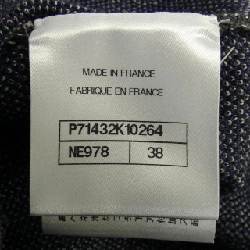 MADE IN FRANCE
FABRIQUE EN FRANCE
P71432K10264
NE978 38